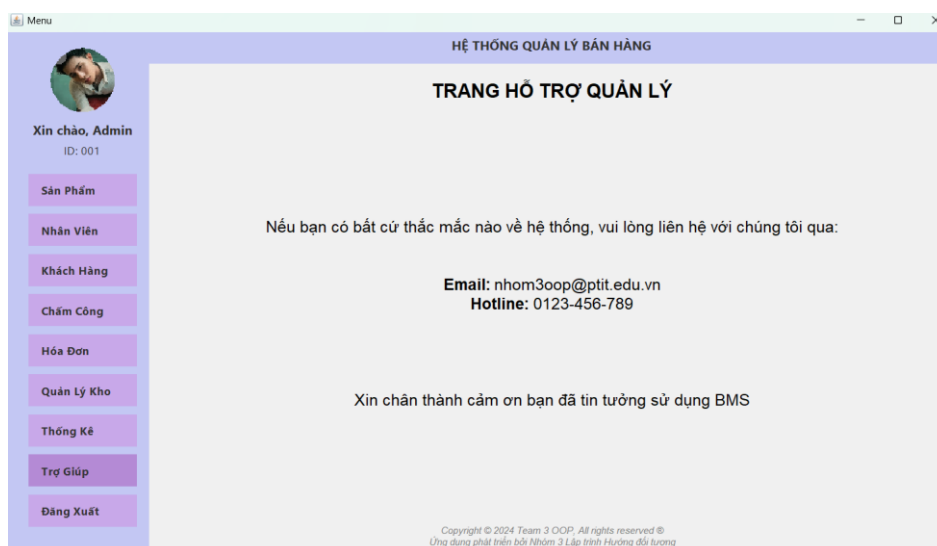 Menu
HỆ THỐNG QUẢN LÝ BÁN HÀNG
Xin chào, Admin
ID: 001
Sản Phẩm
Nhân Viên
Khách Hàng
Chấm Công
Hóa Đơn
Quản Lý Kho
Thống Kê
Trợ Giúp
Đăng Xuất
TRANG HỖ TRỢ QUẢN LÝ
Nếu bạn có bất cứ thắc mắc nào về hệ thống, vui lòng liên hệ với chúng tôi qua:
Email: nhom3oop@ptit.edu.vn
Hotline: 0123-456-789
Xin chân thành cảm ơn bạn đã tin tưởng sử dụng BMS
Copyright © 2024 Team 3 OOP, All rights reserved ®
Ứng dụng phát triển bởi Nhóm 3 Lập trình Hướng đối tượng